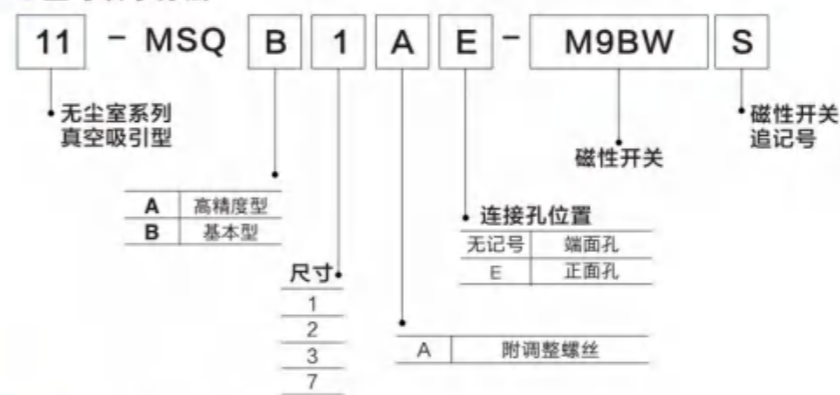 11 - MSQ B 1 A E - M9BW S
无尘室系列
真空吸引型
磁性开关
追记号
磁性开关
A 高精度型
B 基本型
连接孔位置
无记号 端面孔
E 正面孔
尺寸
1
2
3
7
A 附调整螺丝